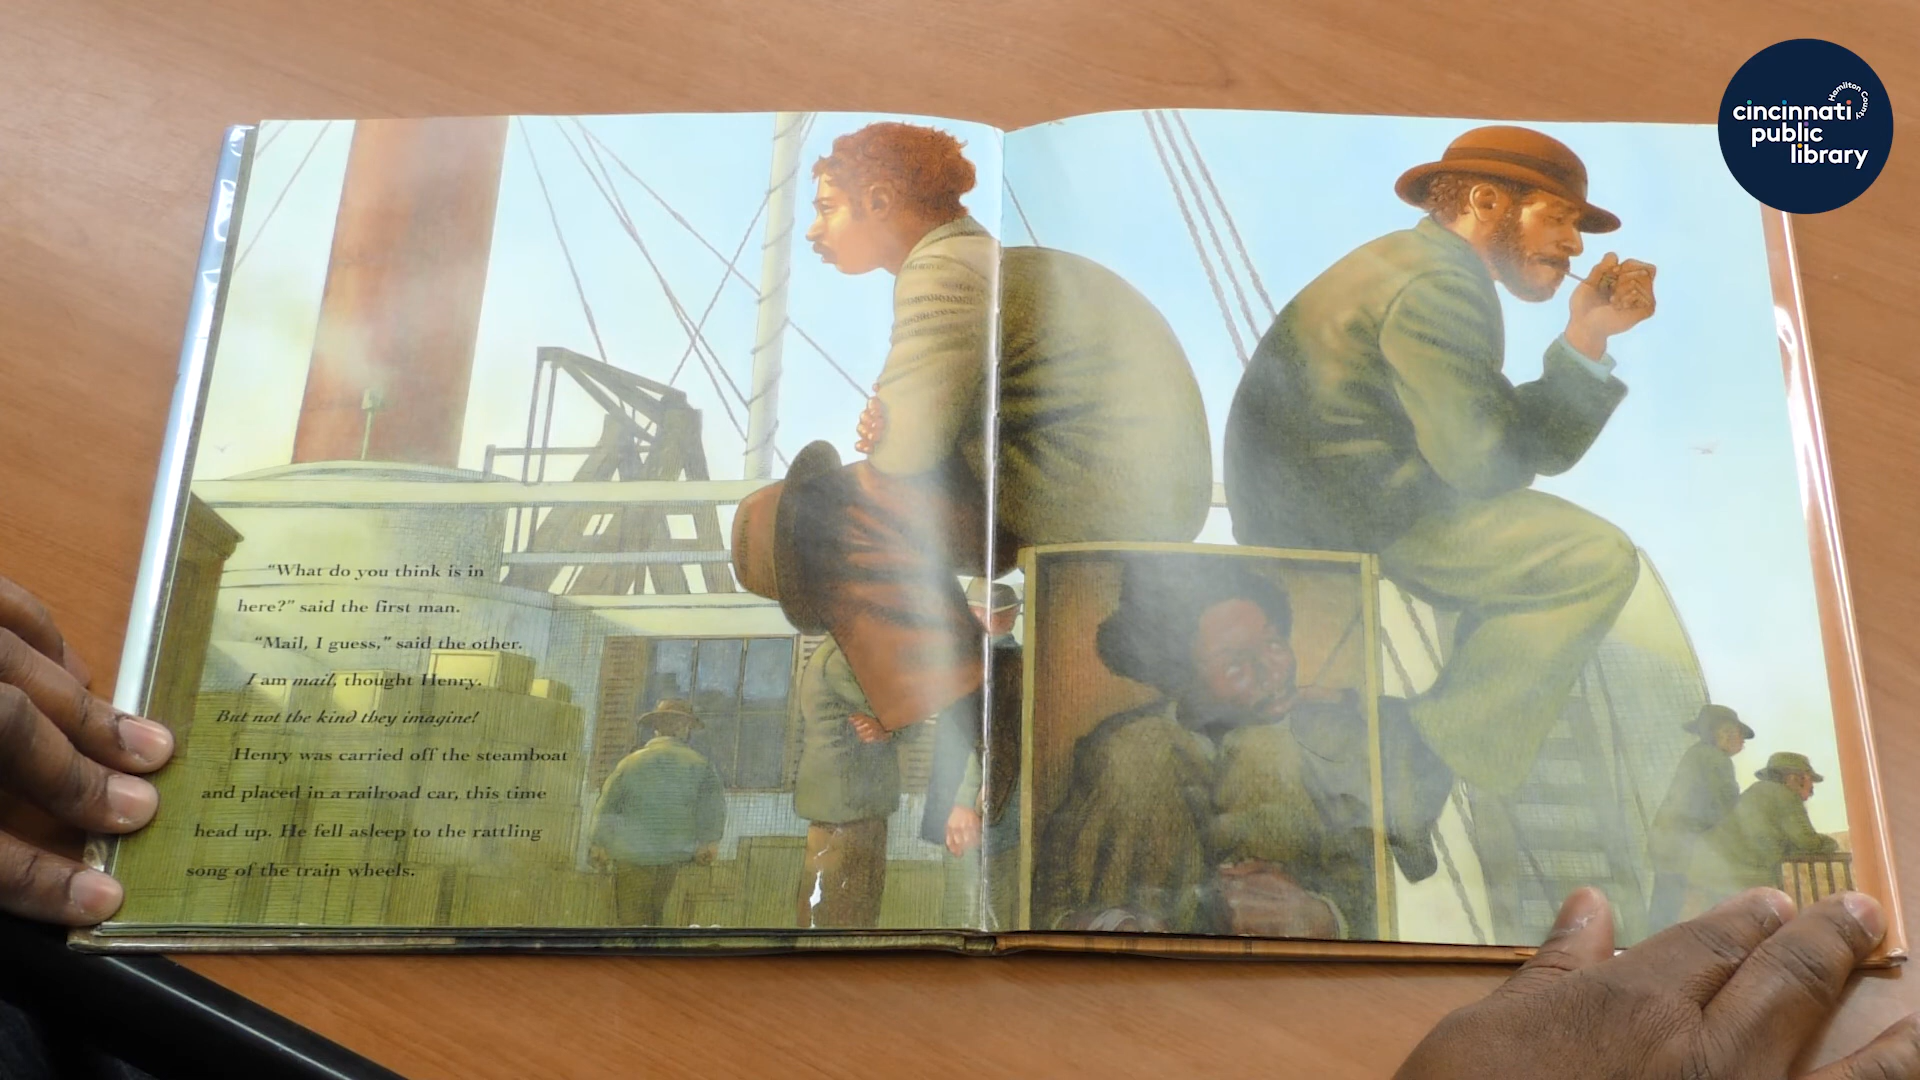 “What do you think is in
here?” said the first man.
“Mail, I guess,” said the other.
I am mail, thought Henry.
But not the kind they imagine!
Henry was carried off the steamboat
and placed in a railroad car, this time
head up. He fell asleep to the rattling
song of the train wheels.
Hamilton County
cincinnati
public
library